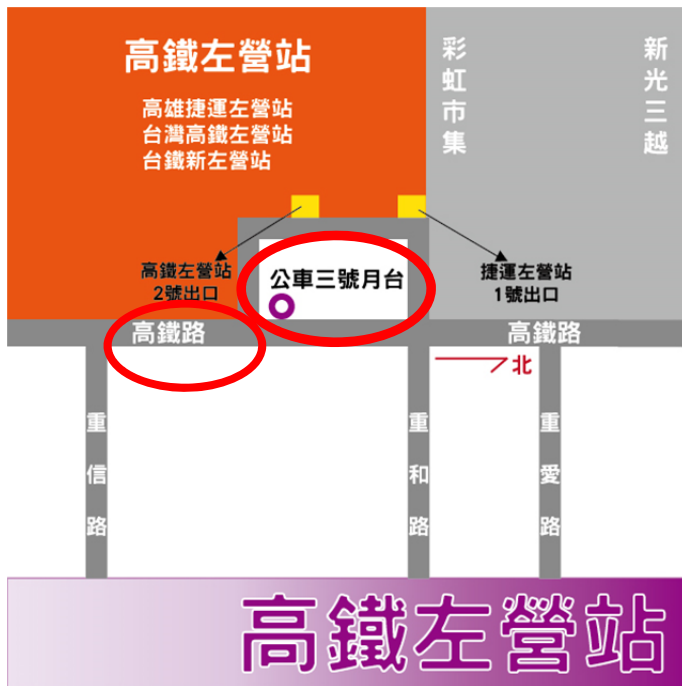 高鐵左營站
高雄捷運左營站
台灣高鐵左營站
台鐵新左營站
彩虹市集
新光三越
高鐵左營站
2號出口
公車三號月台
捷運左營站
1號出口
高鐵路
高鐵路
北
重信路
重和路
重愛路
高鐵左營站